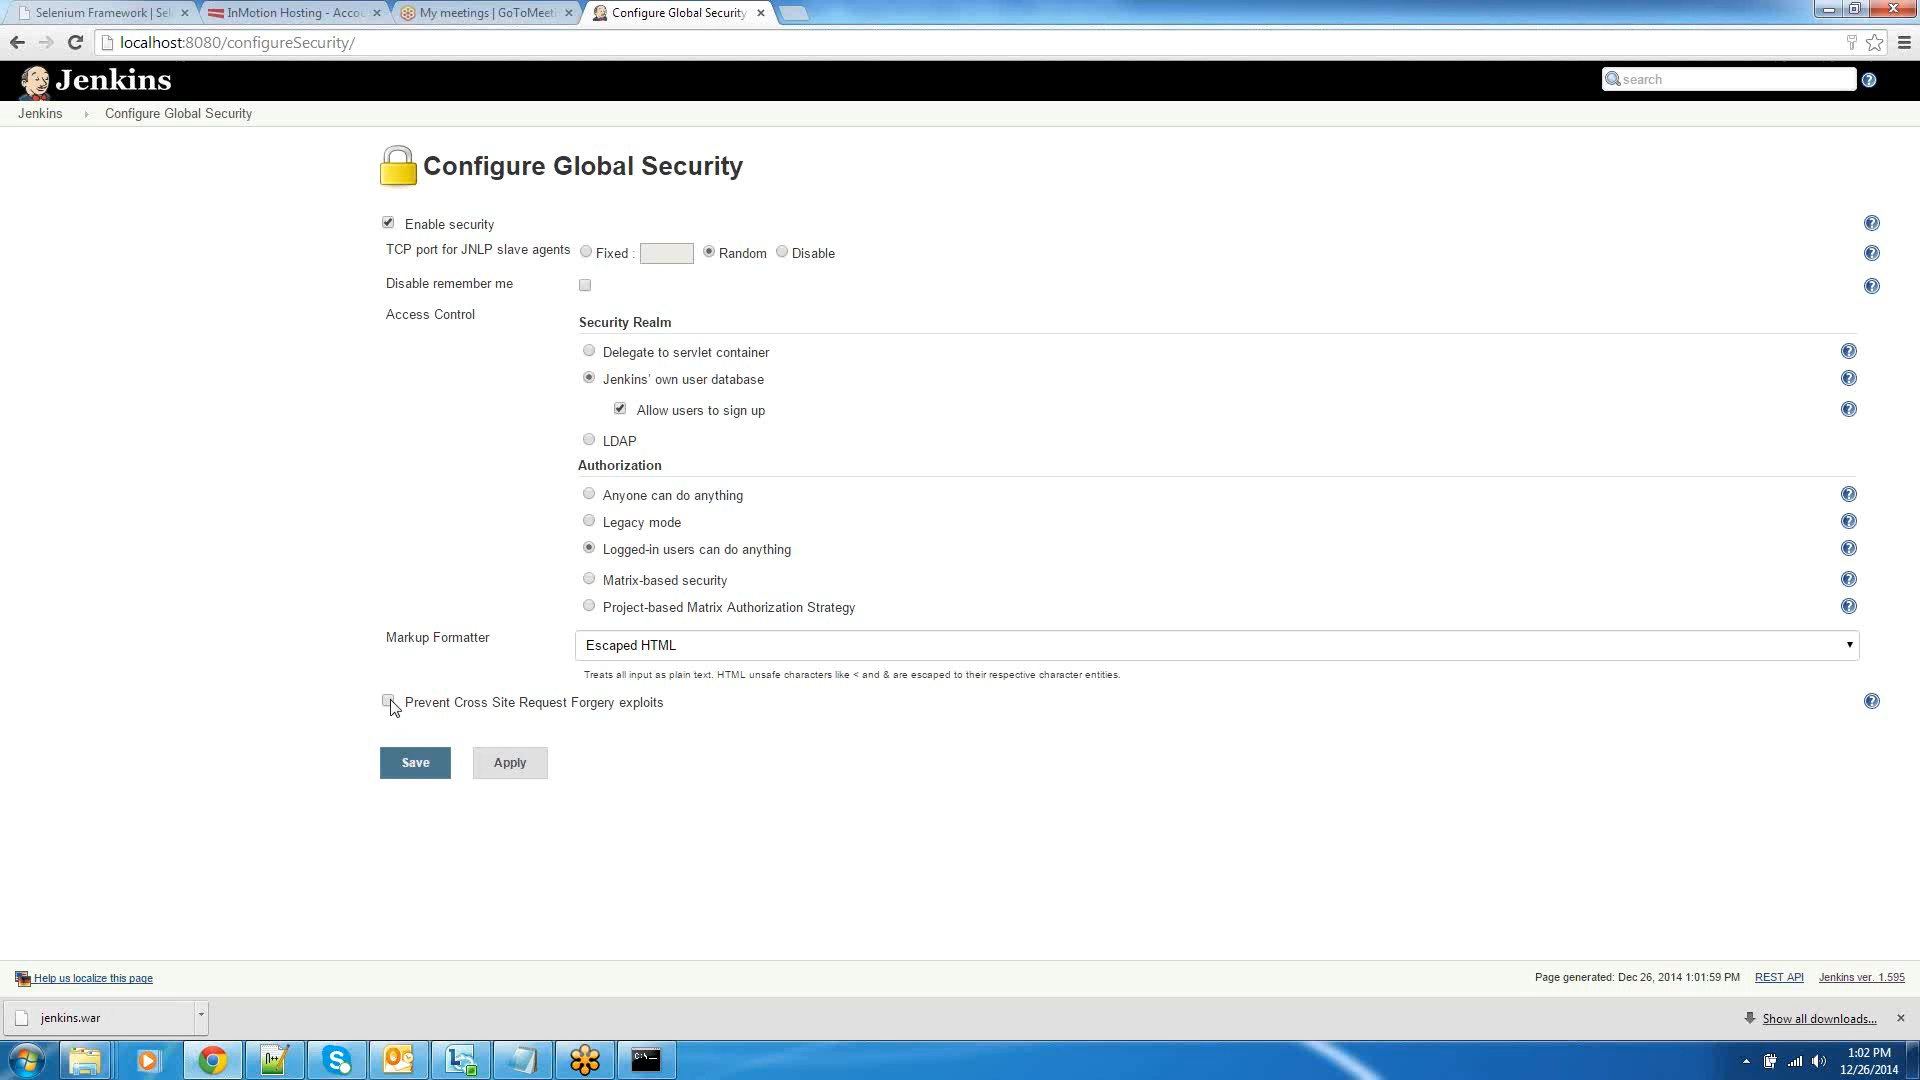 Selenium Framework | Sel
InMotion Hosting - Accou
My meetings | GoToMeeti
Configure Global Security
localhost:8080/configureSecurity/
Jenkins
search
Jenkins
Configure Global Security
Configure Global Security
Enable security
TCP port for JNLP slave agents
Fixed :
Random
Disable
Disable remember me
Access Control
Security Realm
Delegate to servlet container
Jenkins' own user database
Allow users to sign up
LDAP
Authorization
Anyone can do anything
Legacy mode
Logged-in users can do anything
Matrix-based security
Project-based Matrix Authorization Strategy
Markup Formatter
Escaped HTML
Treats all input as plain text. HTML unsafe characters like < and & are escaped to their respective character entities.
Prevent Cross Site Request Forgery exploits
Save
Apply
Help us localize this page
Page generated: Dec 26, 2014 1:01:59 PM
REST API
Jenkins ver. 1.595
jenkins.war
Show all downloads...
1:02 PM
12/26/2014